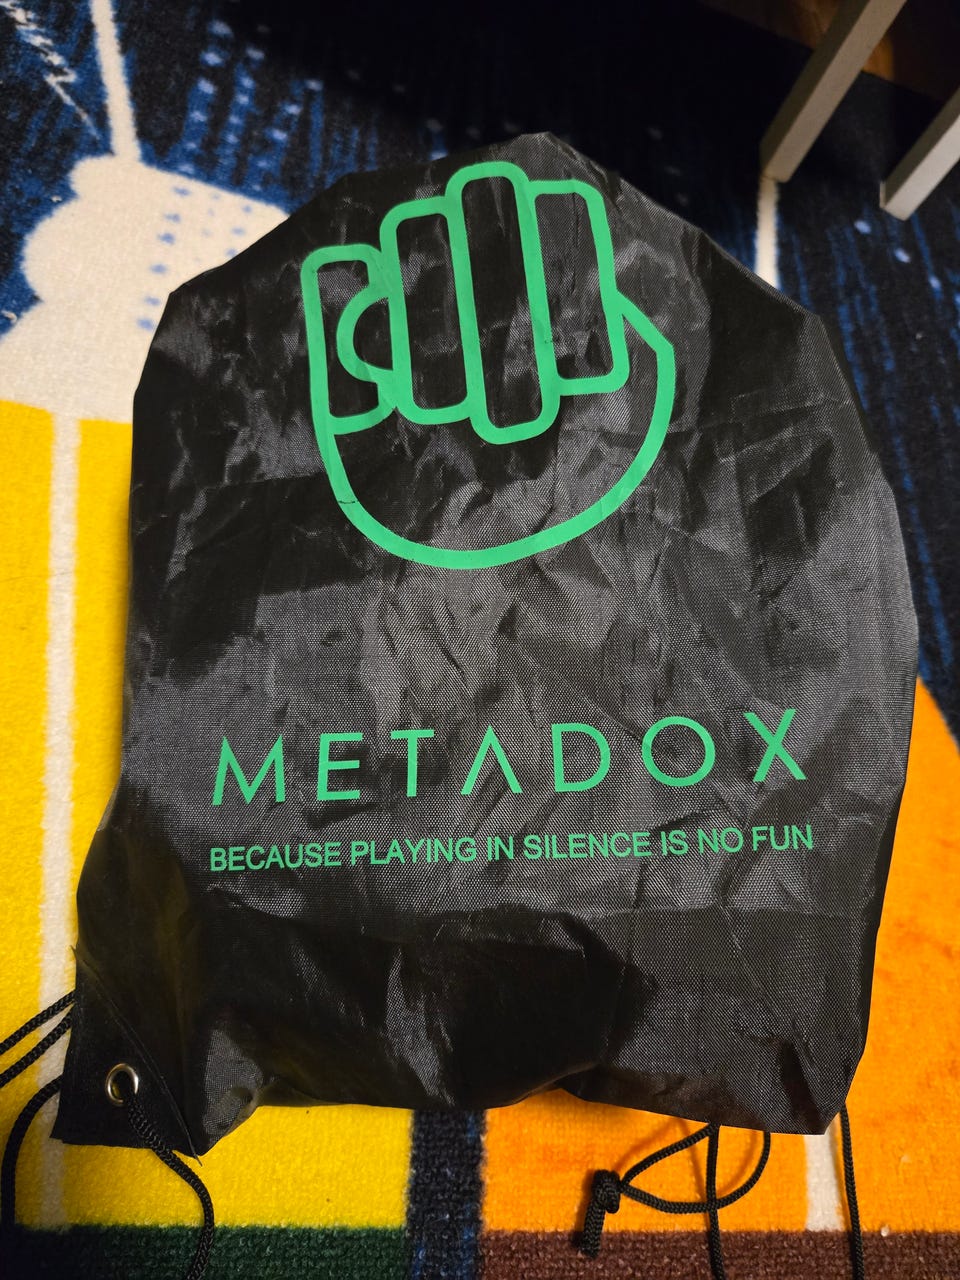 METADOX
BECAUSE PLAYING IN SILENCE IS NO FUN